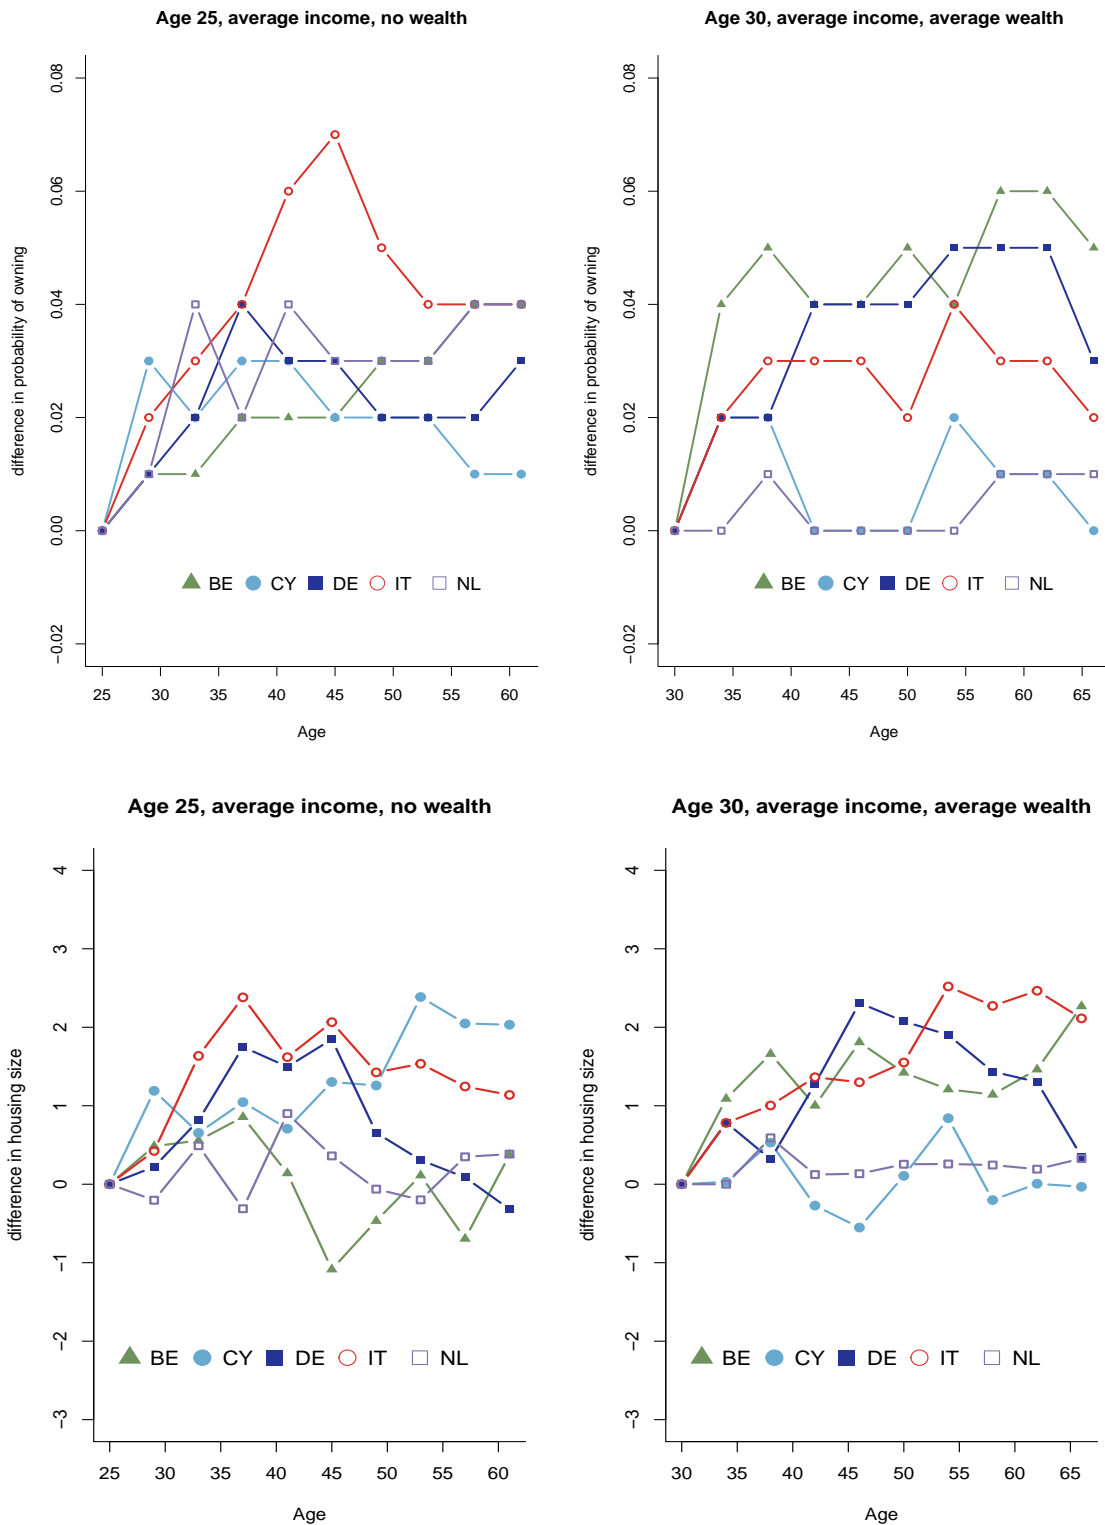 Age 25, average income, no wealth
difference in probability of owning
0.08
0.06
0.04
0.02
0.00
−0.02
BE CY DE IT NL
25 30 35 40 45 50 55 60
Age
Age 30, average income, average wealth
difference in probability of owning
0.08
0.06
0.04
0.02
0.00
−0.02
BE CY DE IT NL
30 35 40 45 50 55 60 65
Age
Age 25, average income, no wealth
difference in housing size
4
3
2
1
0
−1
−2
−3
BE CY DE IT NL
25 30 35 40 45 50 55 60
Age
Age 30, average income, average wealth
difference in housing size
4
3
2
1
0
−1
−2
−3
BE CY DE IT NL
30 35 40 45 50 55 60 65
Age